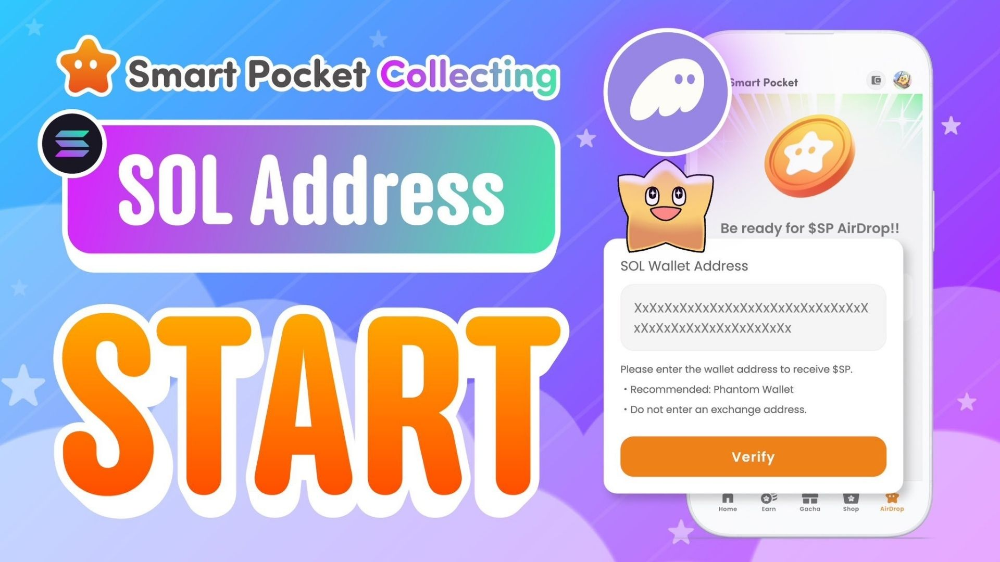 Smart Pocket Collecting
SOL Address
START
Smart Pocket
Be ready for $SP AirDrop!!
SOL Wallet Address
XxXxXxXxXxXxXxXxXxXxXxXxXxXxXxX
xXxXxXxXxXxXxXxXxXxXx
Please enter the wallet address to receive $SP.
・Recommended: Phantom Wallet
・Do not enter an exchange address.
Verify
Home Earn Gacha Shop AirDrop